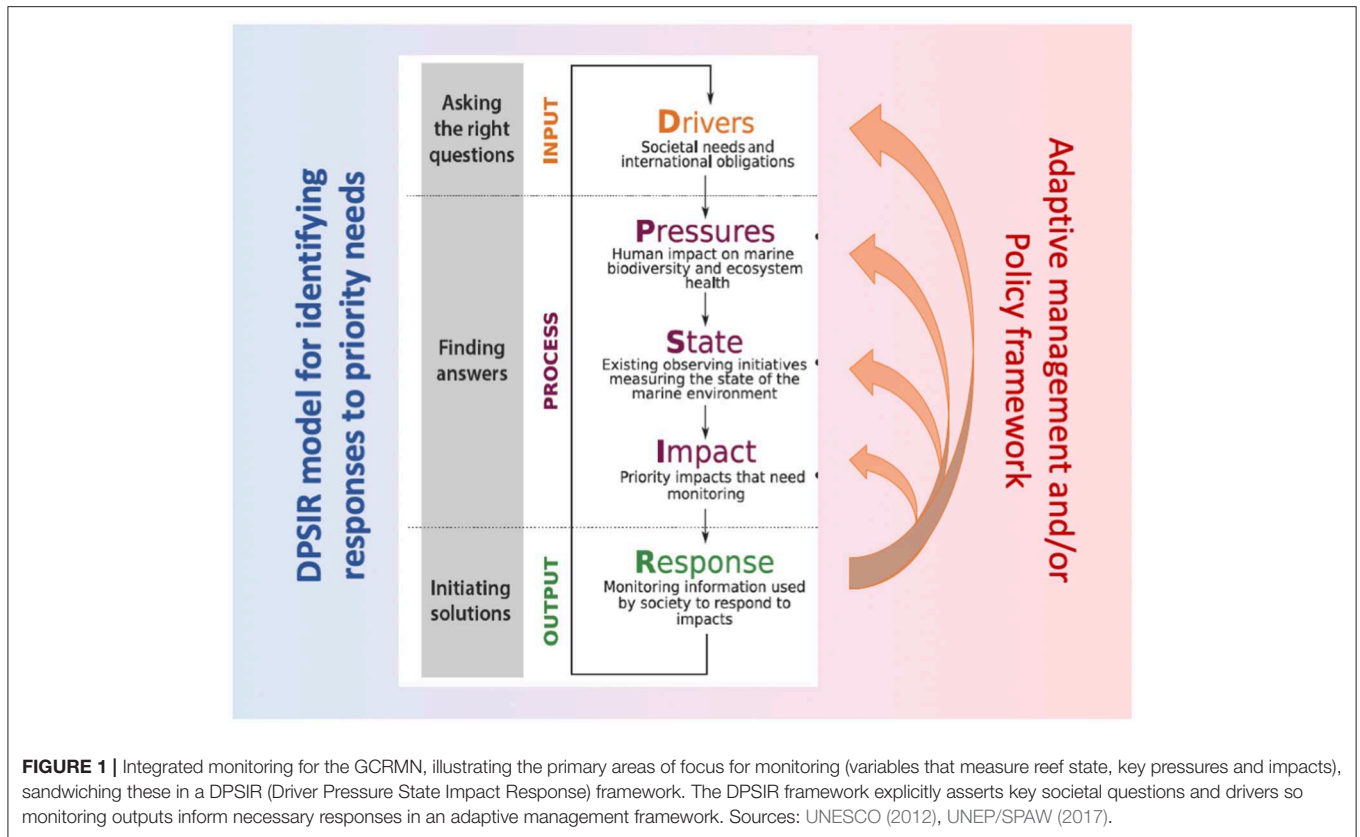 DPSIR model for identifying
responses to priority needs
Asking
the right
questions
INPUT
Drivers
Societal needs and
international obligations
Finding
answers
PROCESS
Pressures
Human impact on marine
biodiversity and ecosystem
health
State
Existing observing initiatives
measuring the state of the
marine environment
Impact
Priority impacts that need
monitoring
Initiating
solutions
OUTPUT
Response
Monitoring information used
by society to respond to
impacts
Adaptive management and/or
Policy framework
FIGURE 1 | Integrated monitoring for the GCRMN, illustrating the primary areas of focus for monitoring (variables that measure reef state, key pressures and impacts),
sandwiching these in a DPSIR (Driver Pressure State Impact Response) framework. The DPSIR framework explicitly asserts key societal questions and drivers so
monitoring outputs inform necessary responses in an adaptive management framework. Sources: UNESCO (2012), UNEP/SPAW (2017).